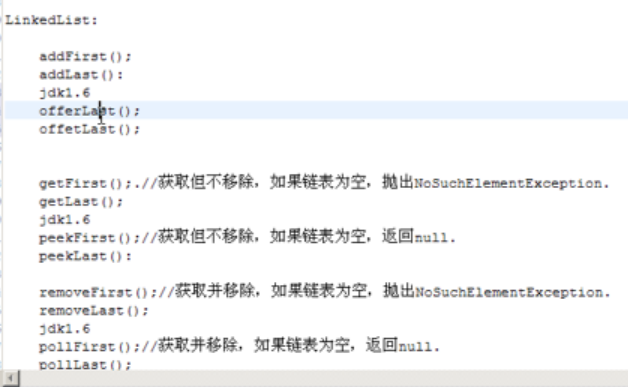 LinkedList:
addFirst();
addLast():
jdk1.6
offerLast();
offetLast();
getFirst();.//获取但不移除，如果链表为空，抛出NoSuchElementException.
getLast();
jdk1.6
peekFirst();//获取但不移除，如果链表为空，返回null.
peekLast():
removeFirst();//获取并移除，如果链表为空，抛出NoSuchElementException.
removeLast();
jdk1.6
pollFirst();//获取并移除，如果链表为空，返回null.
pollLast();